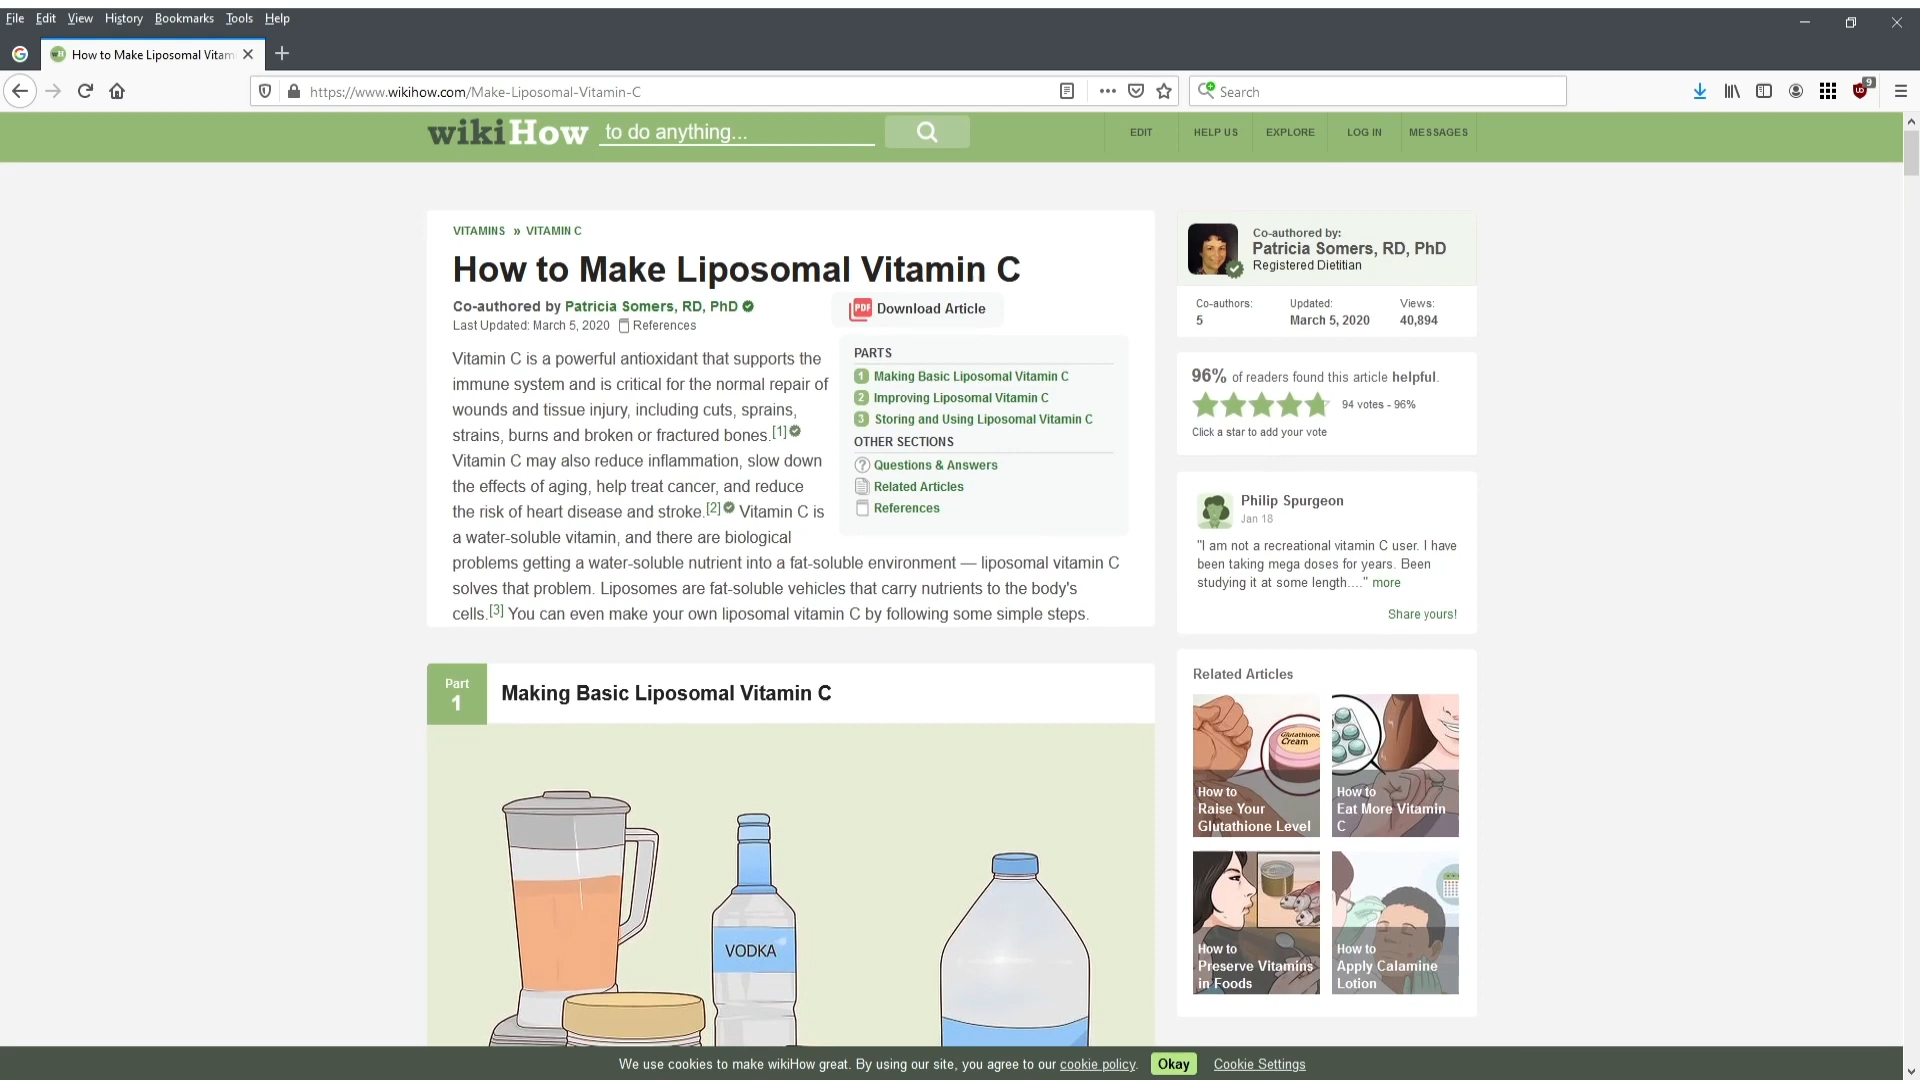 File Edit View History Bookmarks Tools Help
How to Make Liposomal Vitam
https://www.wikihow.com/Make-Liposomal-Vitamin-C
Search
9
wikiHow to do anything...
EDIT HELP US EXPLORE LOG IN MESSAGES
VITAMINS » VITAMIN C
How to Make Liposomal Vitamin C
Co-authored by Patricia Somers, RD, PhD
Last Updated: March 5, 2020 References
PDF Download Article
Vitamin C is a powerful antioxidant that supports the
immune system and is critical for the normal repair of
wounds and tissue injury, including cuts, sprains,
strains, burns and broken or fractured bones.[1]
Vitamin C may also reduce inflammation, slow down
the effects of aging, help treat cancer, and reduce
the risk of heart disease and stroke.[2] Vitamin C is
a water-soluble vitamin, and there are biological
problems getting a water-soluble nutrient into a fat-soluble environment — liposomal vitamin C
solves that problem. Liposomes are fat-soluble vehicles that carry nutrients to the body's
cells.[3] You can even make your own liposomal vitamin C by following some simple steps.
PARTS
1 Making Basic Liposomal Vitamin C
2 Improving Liposomal Vitamin C
3 Storing and Using Liposomal Vitamin C
OTHER SECTIONS
? Questions & Answers
Related Articles
References
Part
1
Making Basic Liposomal Vitamin C
VODKA
Co-authored by:
Patricia Somers, RD, PhD
Registered Dietitian
Co-authors: Updated: Views:
5 March 5, 2020 40,894
96% of readers found this article helpful.
94 votes - 96%
Click a star to add your vote
Philip Spurgeon
Jan 18
"I am not a recreational vitamin C user. I have
been taking mega doses for years. Been
studying it at some length...." more
Share yours!
Related Articles
Glutathione
Cream
How to
Raise Your
Glutathione Level
How to
Eat More Vitamin
C
How to
Preserve Vitamins
in Foods
How to
Apply Calamine
Lotion
We use cookies to make wikiHow great. By using our site, you agree to our cookie policy. Okay Cookie Settings